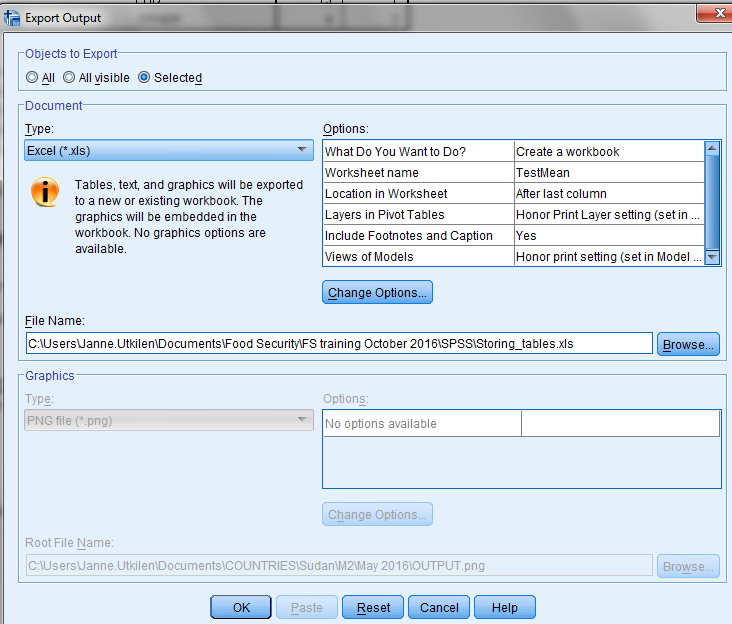 Export Output
Objects to Export
All All visible Selected
Document
Type:
Excel (*.xls)
Tables, text, and graphics will be exported
to a new or existing workbook. The
graphics will be embedded in the
workbook. No graphics options are
available.
Options:
What Do You Want to Do? Create a workbook
Worksheet name TestMean
Location in Worksheet After last column
Layers in Pivot Tables Honor Print Layer setting (set in ...
Include Footnotes and Caption Yes
Views of Models Honor print setting (set in Model ...
Change Options...
File Name:
C:\Users\Janne.Utkilen\Documents\Food Security\FS training October 2016\SPSS\Storing_tables.xls
Browse...
Graphics
Type:
PNG file (*.png)
Options:
No options available
Change Options...
Root File Name:
C:\Users\Janne.Utkilen\Documents\COUNTRIES\Sudan\M2\May 2016\OUTPUT.png
Browse...
OK Paste Reset Cancel Help